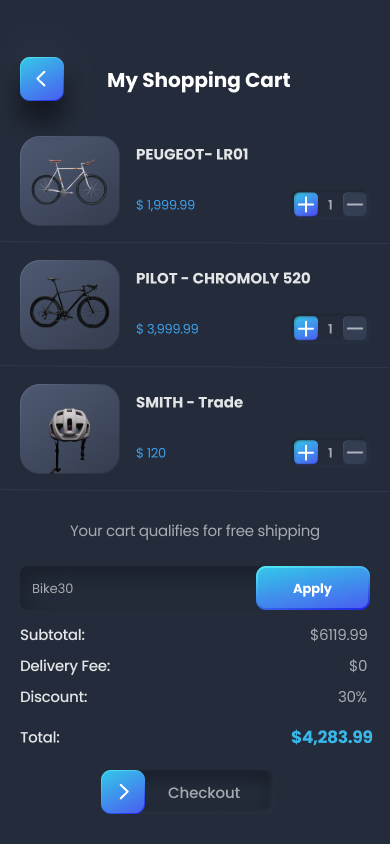 My Shopping Cart
PEUGEOT- LR01
$ 1,999.99
1
PILOT - CHROMOLY 520
$ 3,999.99
1
SMITH - Trade
$ 120
1
Your cart qualifies for free shipping
Bike30 Apply
Subtotal: $6119.99
Delivery Fee: $0
Discount: 30%
Total: $4,283.99
Checkout